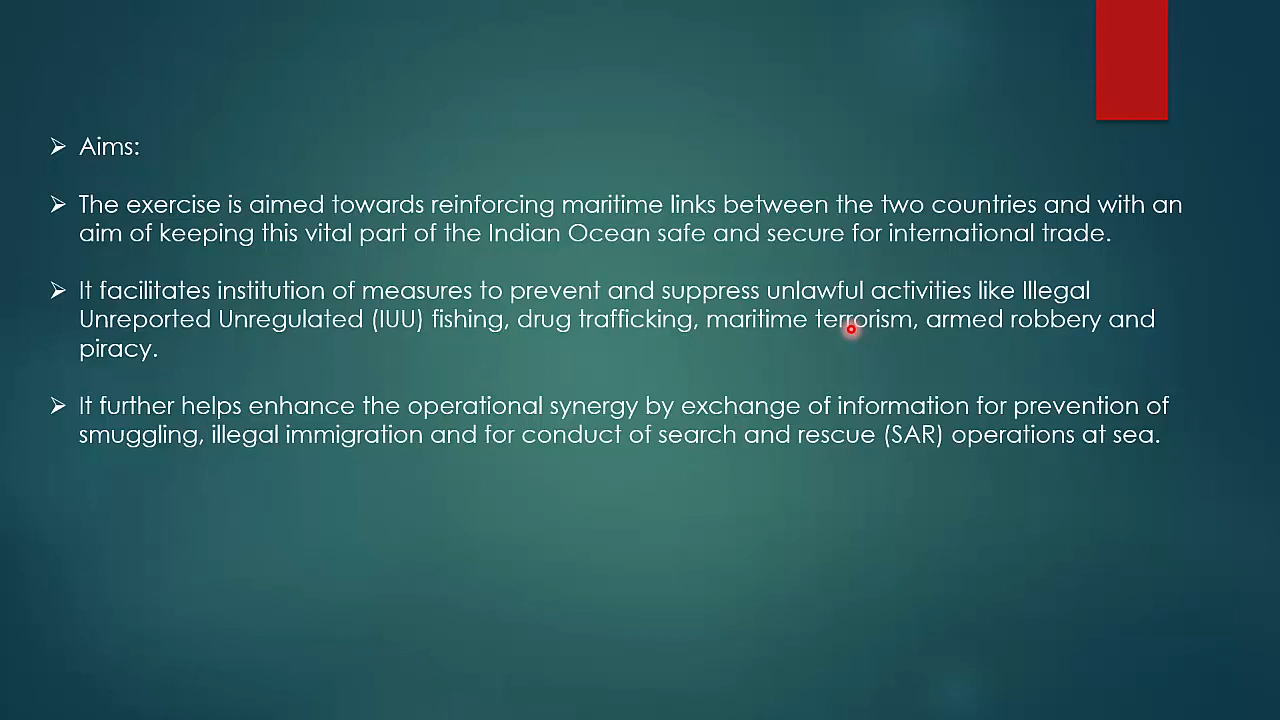 Aims:
The exercise is aimed towards reinforcing maritime links between the two countries and with an
aim of keeping this vital part of the Indian Ocean safe and secure for international trade.
It facilitates institution of measures to prevent and suppress unlawful activities like Illegal
Unreported Unregulated (IUU) fishing, drug trafficking, maritime terrorism, armed robbery and
piracy.
It further helps enhance the operational synergy by exchange of information for prevention of
smuggling, illegal immigration and for conduct of search and rescue (SAR) operations at sea.